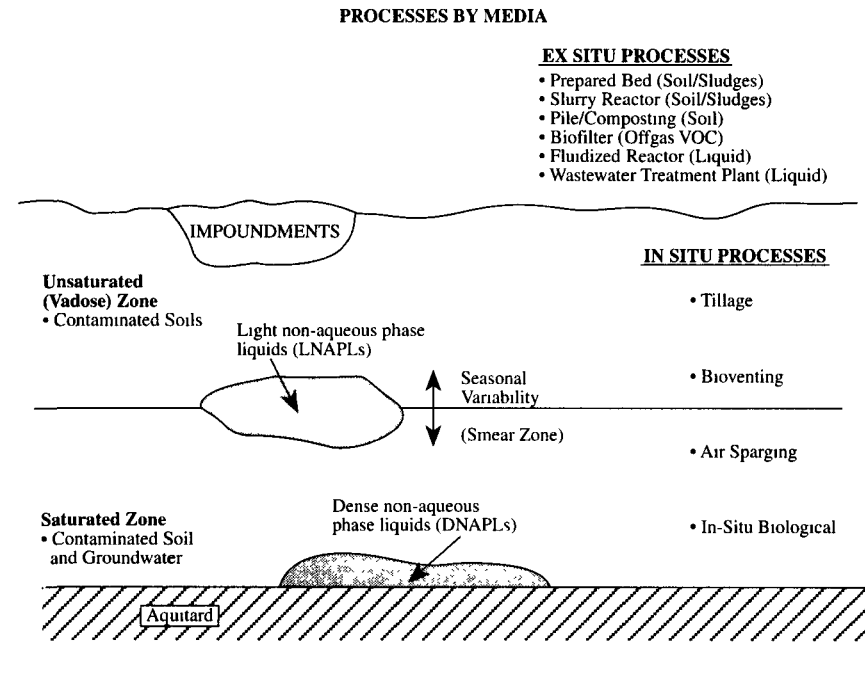 PROCESSES BY MEDIA
EX SITU PROCESSES
• Prepared Bed (Soil/Sludges)
• Slurry Reactor (Soil/Sludges)
• Pile/Composting (Soil)
• Biofilter (Offgas VOC)
• Fluidized Reactor (Liquid)
• Wastewater Treatment Plant (Liquid)
IMPOUNDMENTS
IN SITU PROCESSES
Unsaturated
(Vadose) Zone
• Contaminated Soils
• Tillage
Light non-aqueous phase
liquids (LNAPLs)
Seasonal
Variability
(Smear Zone)
• Bioventing
• Air Sparging
Saturated Zone
• Contaminated Soil
and Groundwater
Dense non-aqueous
phase liquids (DNAPLs)
• In-Situ Biological
Aquitard